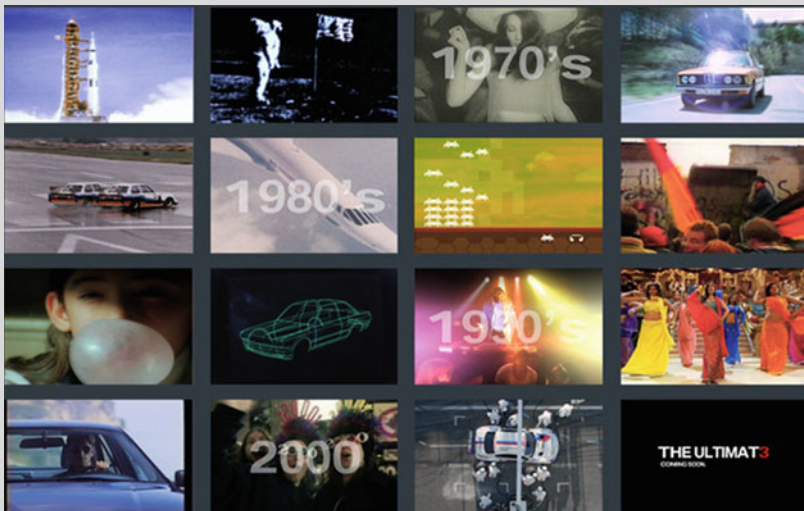 1970's
1980's
1990's
2000
THE ULTIMAT3
COMING SOON.